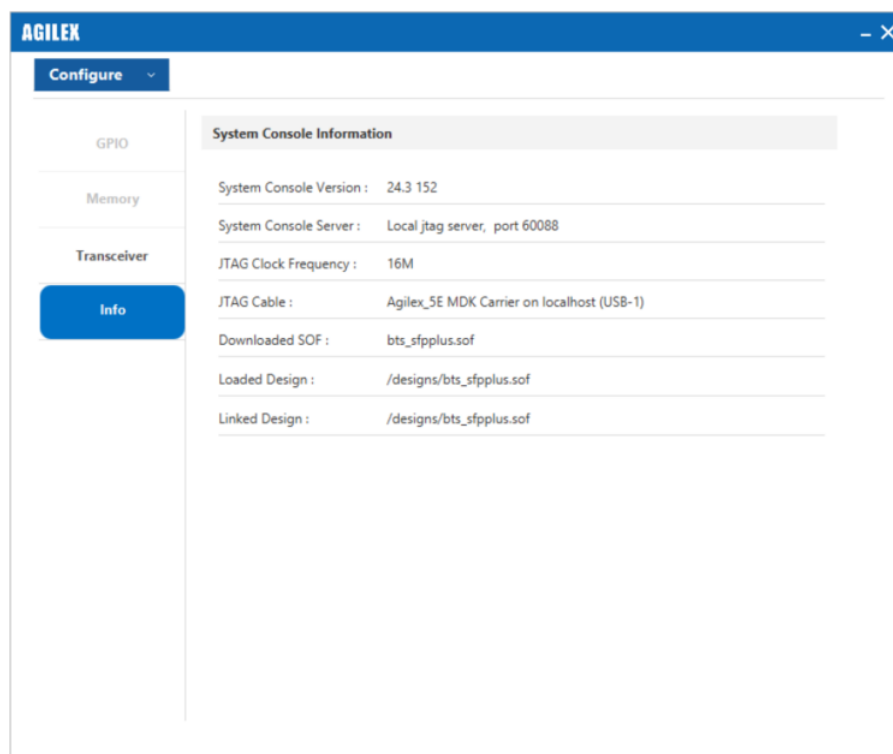 AGILEX
Configure
GPIO
Memory
Transceiver
Info
System Console Information
System Console Version : 24.3 152
System Console Server : Local jtag server, port 60088
JTAG Clock Frequency : 16M
JTAG Cable : Agilex_5E MDK Carrier on localhost (USB-1)
Downloaded SOF : bts_sfpplus.sof
Loaded Design : /designs/bts_sfpplus.sof
Linked Design : /designs/bts_sfpplus.sof